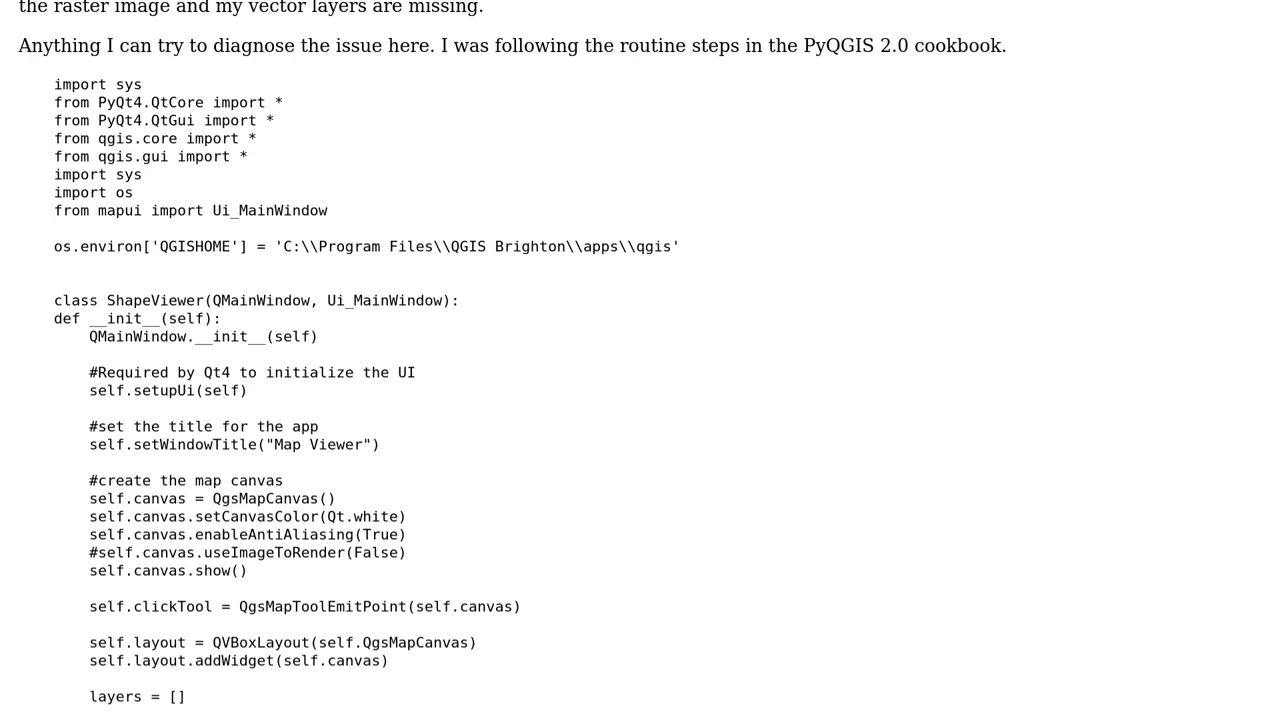 the raster image and my vector layers are missing.
Anything I can try to diagnose the issue here. I was following the routine steps in the PyQGIS 2.0 cookbook.
import sys
from PyQt4.QtCore import *
from PyQt4.QtGui import *
from qgis.core import *
from qgis.gui import *
import sys
import os
from mapui import Ui_MainWindow
os.environ['QGISHOME'] = 'C:\\Program Files\\QGIS Brighton\\apps\\qgis'
class ShapeViewer(QMainWindow, Ui_MainWindow):
def __init__(self):
    QMainWindow.__init__(self)
    #Required by Qt4 to initialize the UI
    self.setupUi(self)
    #set the title for the app
    self.setWindowTitle("Map Viewer")
    #create the map canvas
    self.canvas = QgsMapCanvas()
    self.canvas.setCanvasColor(Qt.white)
    self.canvas.enableAntiAliasing(True)
    #self.canvas.useImageToRender(False)
    self.canvas.show()
    self.clickTool = QgsMapToolEmitPoint(self.canvas)
    self.layout = QVBoxLayout(self.QgsMapCanvas)
    self.layout.addWidget(self.canvas)
    layers = []